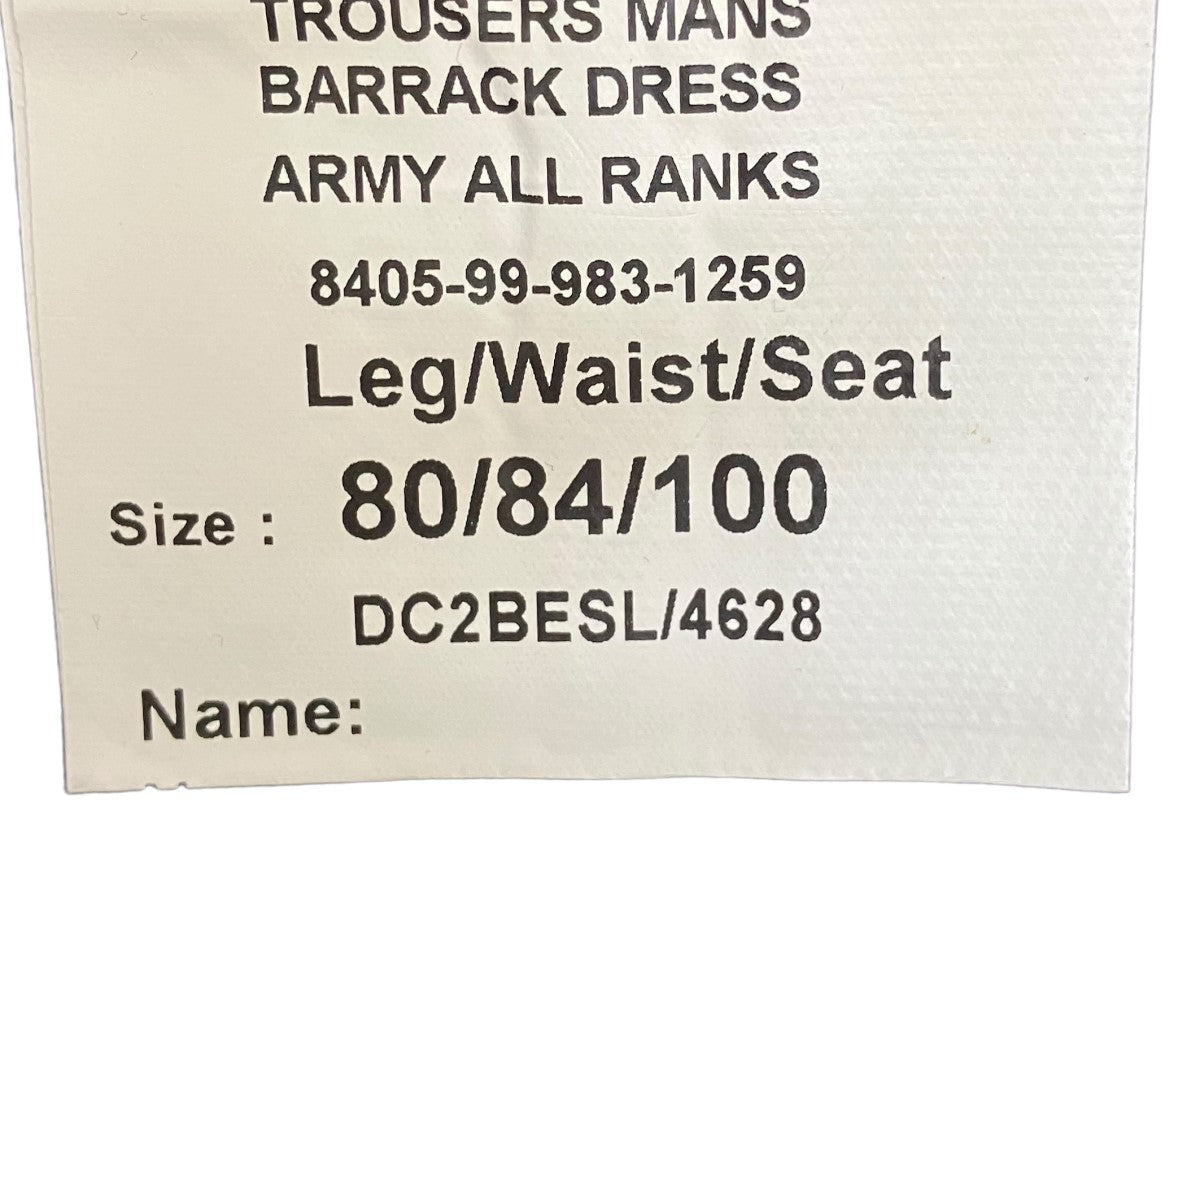 TROUSERS MANS
BARRACK DRESS
ARMY ALL RANKS
8405-99-983-1259
Leg/Waist/Seat
Size : 80/84/100
DC2BESL/4628
Name: